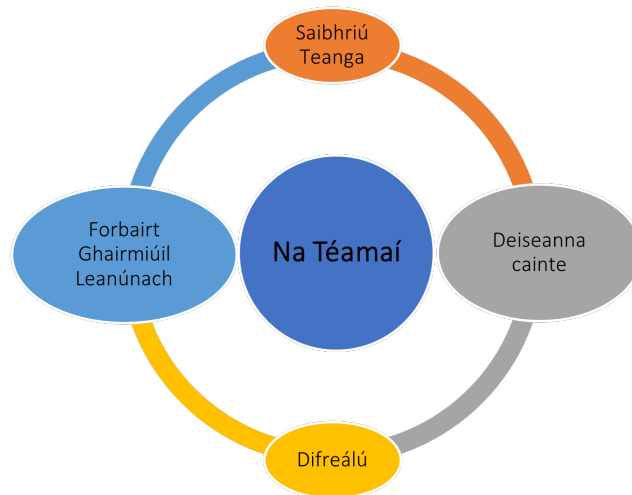 Saibhriú
Teanga
Forbairt
Ghairmiúil
Leanúnach
Na Téamaí
Deiseanna
cainte
Difreálú